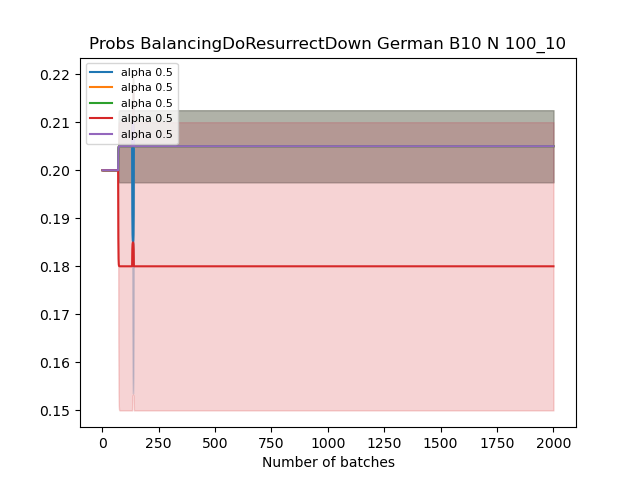 Probs BalancingDoResurrectDown German B10 N 100_10
alpha 0.5
alpha 0.5
alpha 0.5
alpha 0.5
alpha 0.5
0.22
0.21
0.20
0.19
0.18
0.17
0.16
0.15
0 250 500 750 1000 1250 1500 1750 2000
Number of batches